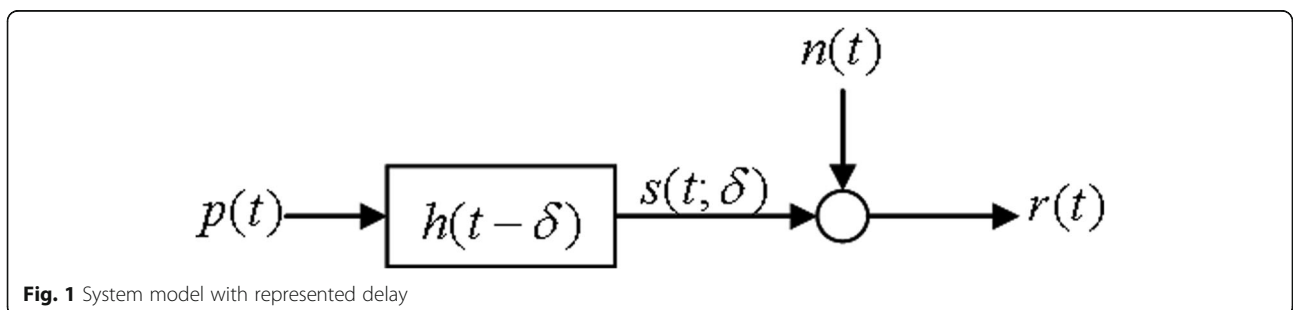 n(t)
p(t)
h(t − δ)
s(t; δ)
r(t)
Fig. 1 System model with represented delay